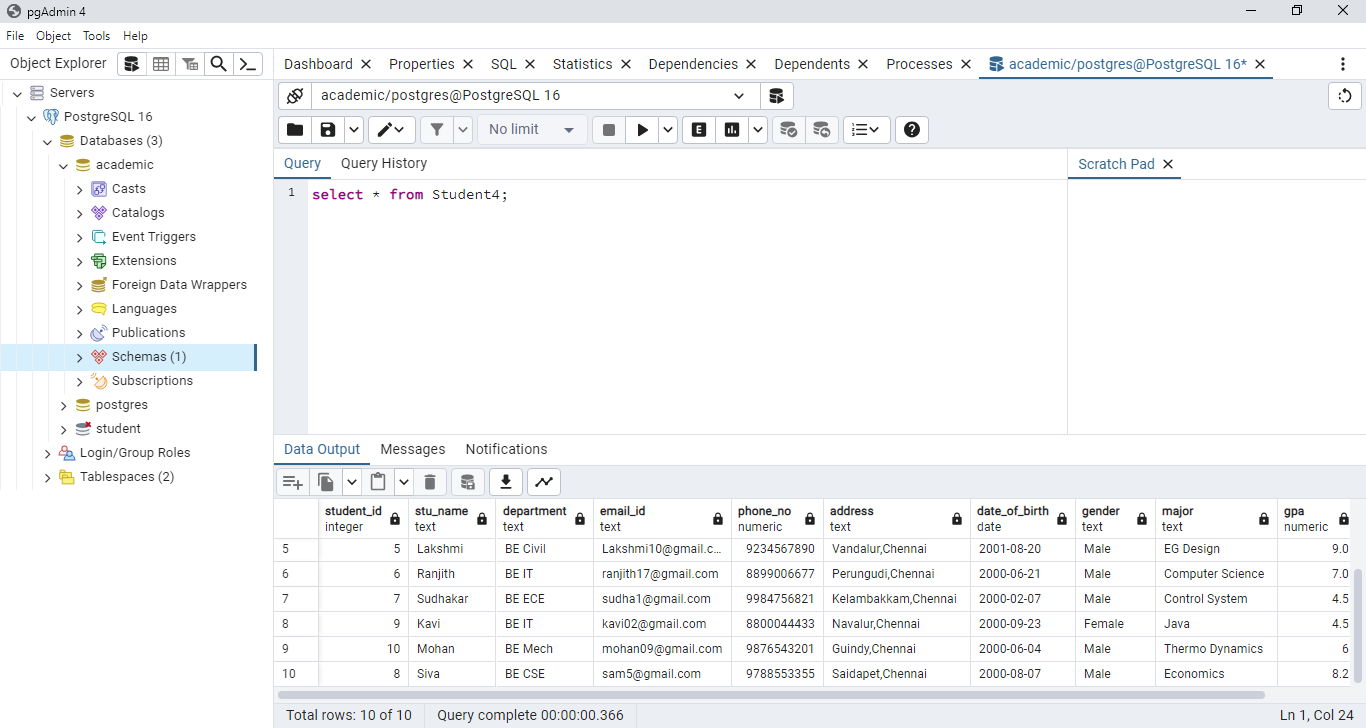 pgAdmin 4
File Object Tools Help
Object Explorer
Dashboard Properties SQL Statistics Dependencies Dependents Processes academic/postgres@PostgreSQL 16*
Servers
PostgreSQL 16
Databases (3)
academic
Casts
Catalogs
Event Triggers
Extensions
Foreign Data Wrappers
Languages
Publications
Schemas (1)
Subscriptions
postgres
student
Login/Group Roles
Tablespaces (2)
academic/postgres@PostgreSQL 16
No limit
E
Query Query History
Scratch Pad
1 select * from Student4;
Data Output Messages Notifications
student_id stu_name department email_id phone_no address date_of_birth gender major gpa
integer text text text numeric text date text text numeric
5 5 Lakshmi BE Civil Lakshmi10@gmail.c... 9234567890 Vandalur,Chennai 2001-08-20 Male EG Design 9.0
6 6 Ranjith BE IT ranjith17@gmail.com 8899006677 Perungudi,Chennai 2000-06-21 Male Computer Science 7.0
7 7 Sudhakar BE ECE sudha1@gmail.com 9984756821 Kelambakkam,Chennai 2000-02-07 Male Control System 4.5
8 9 Kavi BE IT kavi02@gmail.com 8800044433 Navalur,Chennai 2000-09-23 Female Java 4.5
9 10 Mohan BE Mech mohan09@gmail.com 9876543201 Guindy,Chennai 2000-06-04 Male Thermo Dynamics 6
10 8 Siva BE CSE sam5@gmail.com 9788553355 Saidapet,Chennai 2000-08-07 Male Economics 8.2
Total rows: 10 of 10 Query complete 00:00:00.366 Ln 1, Col 24